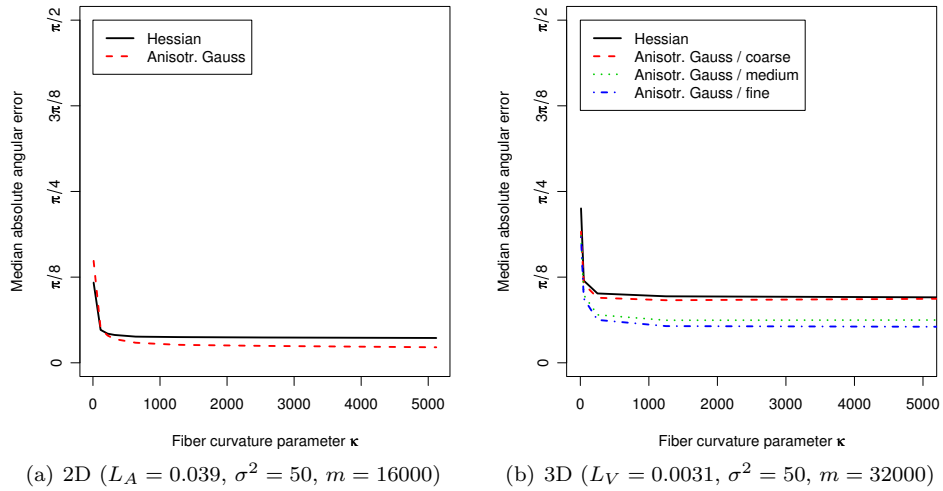 Median absolute angular error
π/2
3π/8
π/4
π/8
0
Hessian
Anisotr. Gauss
0 1000 2000 3000 4000 5000
Fiber curvature parameter κ
(a) 2D (L_A = 0.039, σ² = 50, m = 16000)
Median absolute angular error
π/2
3π/8
π/4
π/8
0
Hessian
Anisotr. Gauss / coarse
Anisotr. Gauss / medium
Anisotr. Gauss / fine
0 1000 2000 3000 4000 5000
Fiber curvature parameter κ
(b) 3D (L_V = 0.0031, σ² = 50, m = 32000)